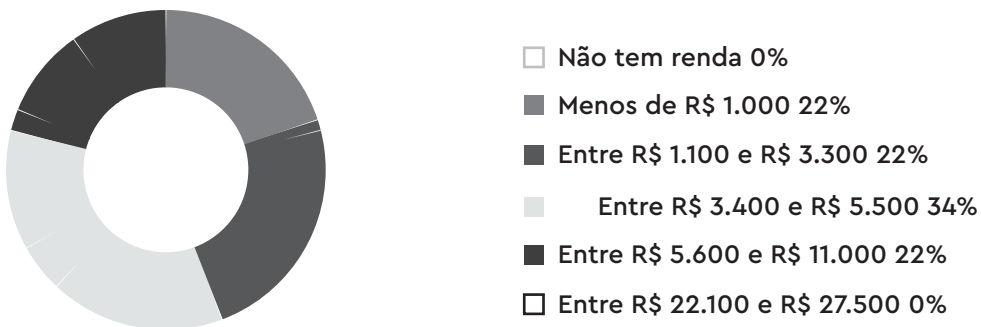 Não tem renda 0%
Menos de R$ 1.000 22%
Entre R$ 1.100 e R$ 3.300 22%
Entre R$ 3.400 e R$ 5.500 34%
Entre R$ 5.600 e R$ 11.000 22%
Entre R$ 22.100 e R$ 27.500 0%